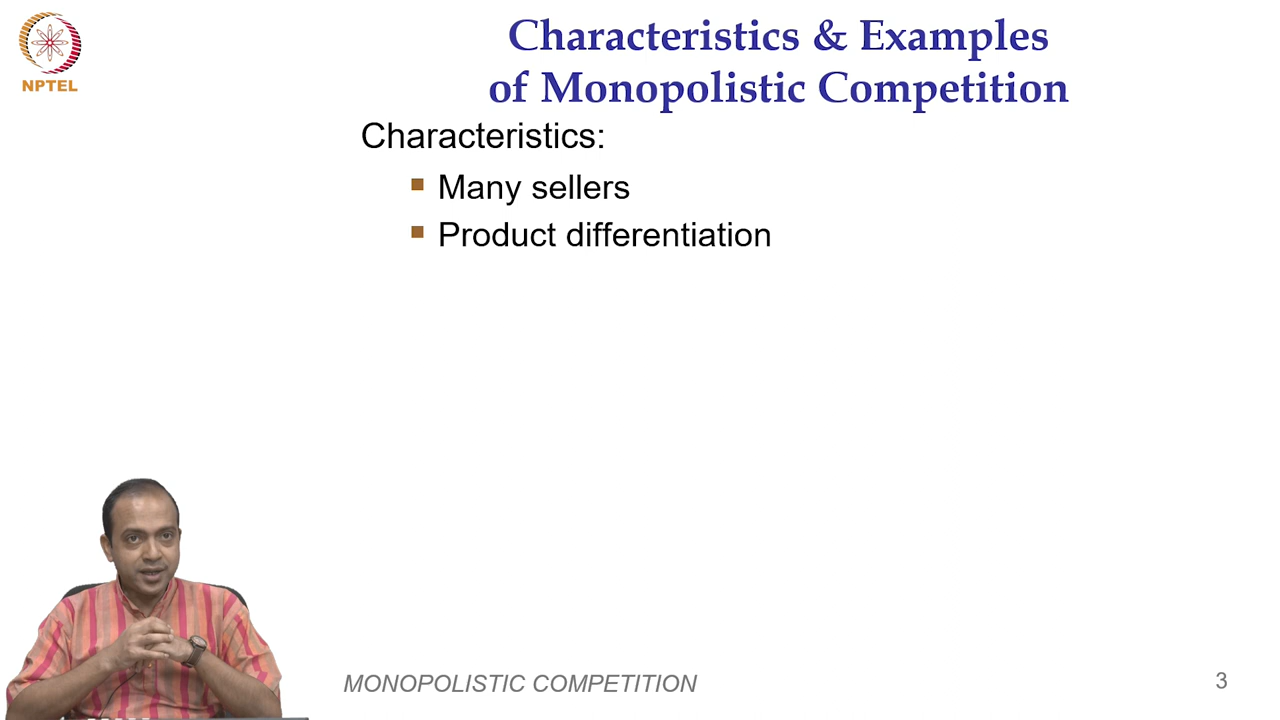 NPTEL
Characteristics & Examples
of Monopolistic Competition
Characteristics:
Many sellers
Product differentiation
MONOPOLISTIC COMPETITION
3